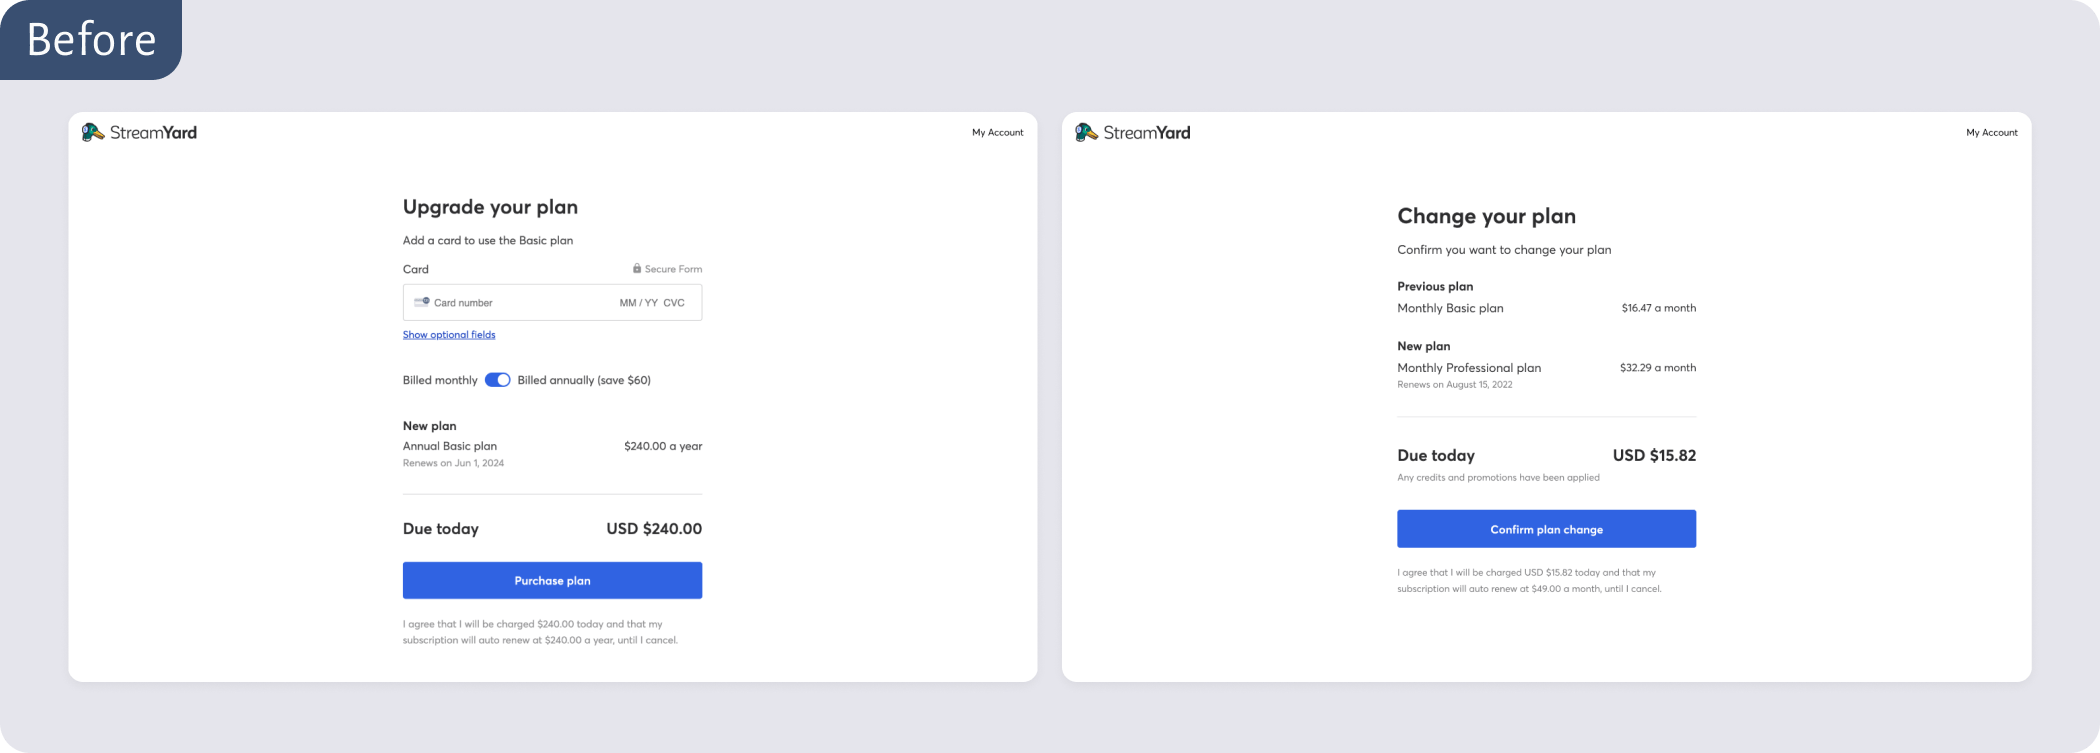 Before
StreamYard
My Account
Upgrade your plan
Add a card to use the Basic plan
Card
Secure Form
Card number
MM / YY CVC
Show optional fields
Billed monthly
Billed annually (save $60)
New plan
Annual Basic plan
$240.00 a year
Renews on Jun 1, 2024
Due today
USD $240.00
Purchase plan
I agree that I will be charged $240.00 today and that my
subscription will auto renew at $240.00 a year, until I cancel.
StreamYard
My Account
Change your plan
Confirm you want to change your plan
Previous plan
Monthly Basic plan
$16.47 a month
New plan
Monthly Professional plan
$32.29 a month
Renews on August 15, 2022
Due today
USD $15.82
Any credits and promotions have been applied
Confirm plan change
I agree that I will be charged USD $15.82 today and that my
subscription will auto renew at $49.00 a month, until I cancel.